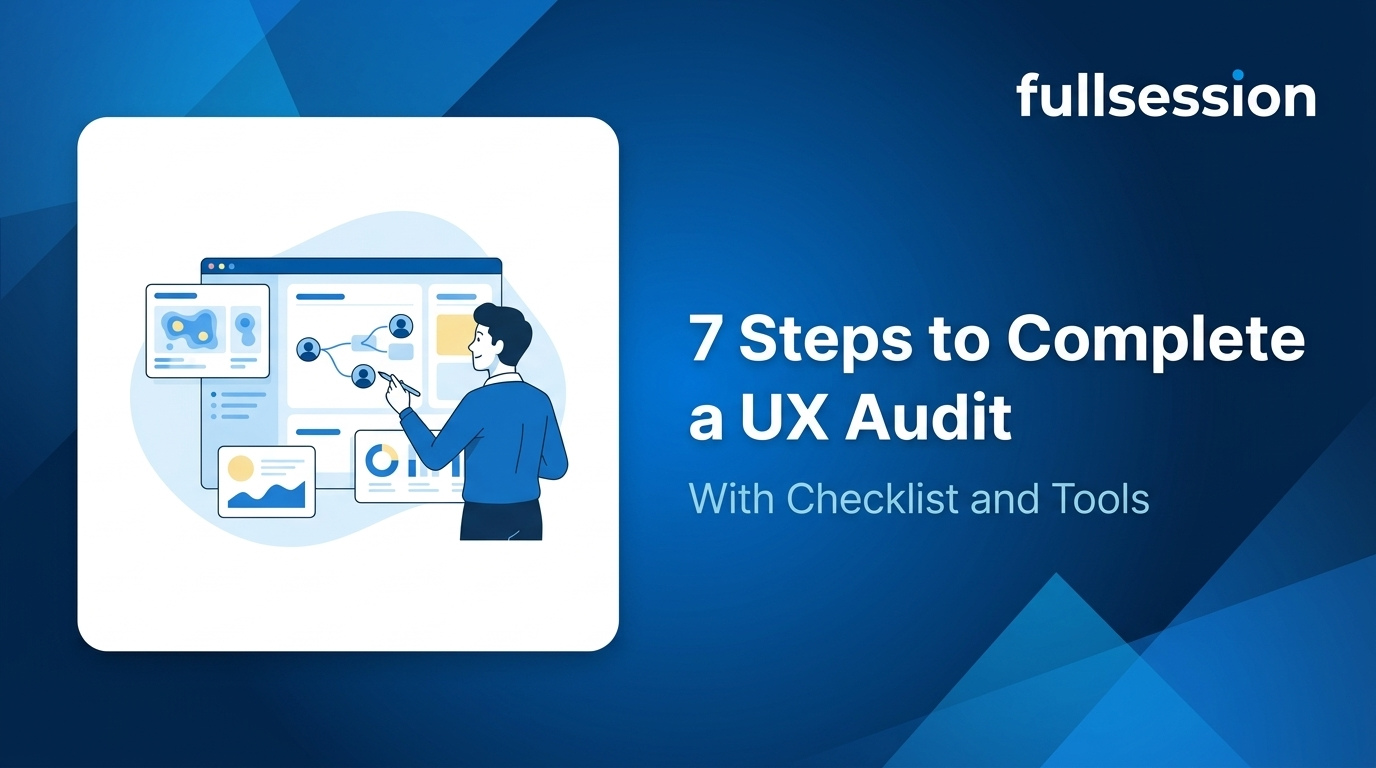 fullsession
7 Steps to Complete
a UX Audit
With Checklist and Tools